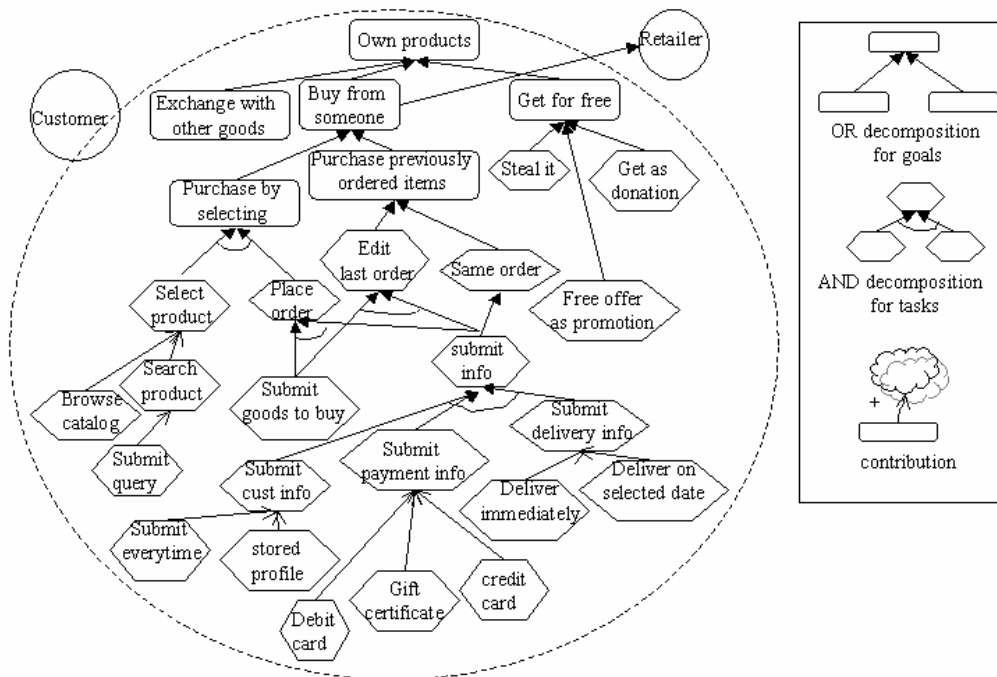 Own products
Retailer
Customer
Exchange with
other goods
Buy from
someone
Get for free
Purchase by
selecting
Purchase previously
ordered items
Steal it
Get as
donation
Edit
last order
Same order
Free offer
as promotion
Select
product
Place
order
submit
info
Browse
catalog
Search
product
Submit
query
Submit
goods to buy
Submit
delivery info
Submit
cust info
Submit
payment info
Deliver
immediately
Deliver on
selected date
Submit
everytime
stored
profile
Debit
card
Gift
certificate
credit
card
OR decomposition
for goals
AND decomposition
for tasks
+
contribution